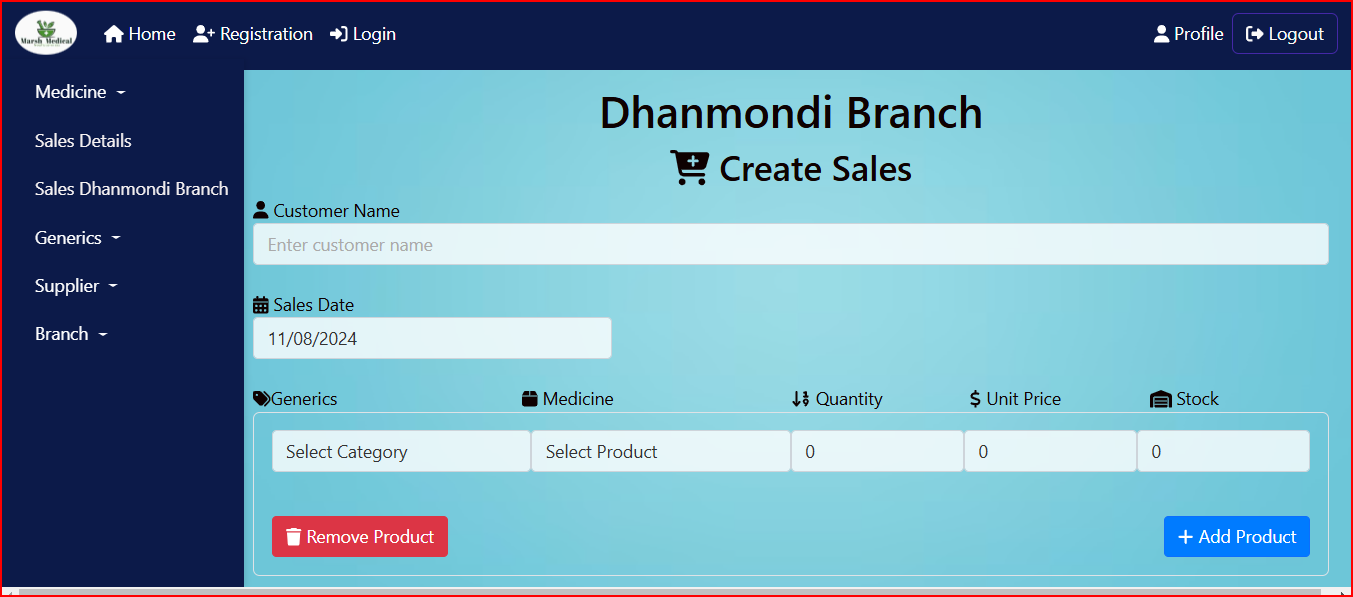 Marsh Medical
Home Registration Login Profile Logout
Medicine
Sales Details
Sales Dhanmondi Branch
Generics
Supplier
Branch
Dhanmondi Branch
Create Sales
Customer Name
Enter customer name
Sales Date
11/08/2024
Generics Medicine Quantity $ Unit Price Stock
Select Category Select Product 0 0 0
Remove Product + Add Product